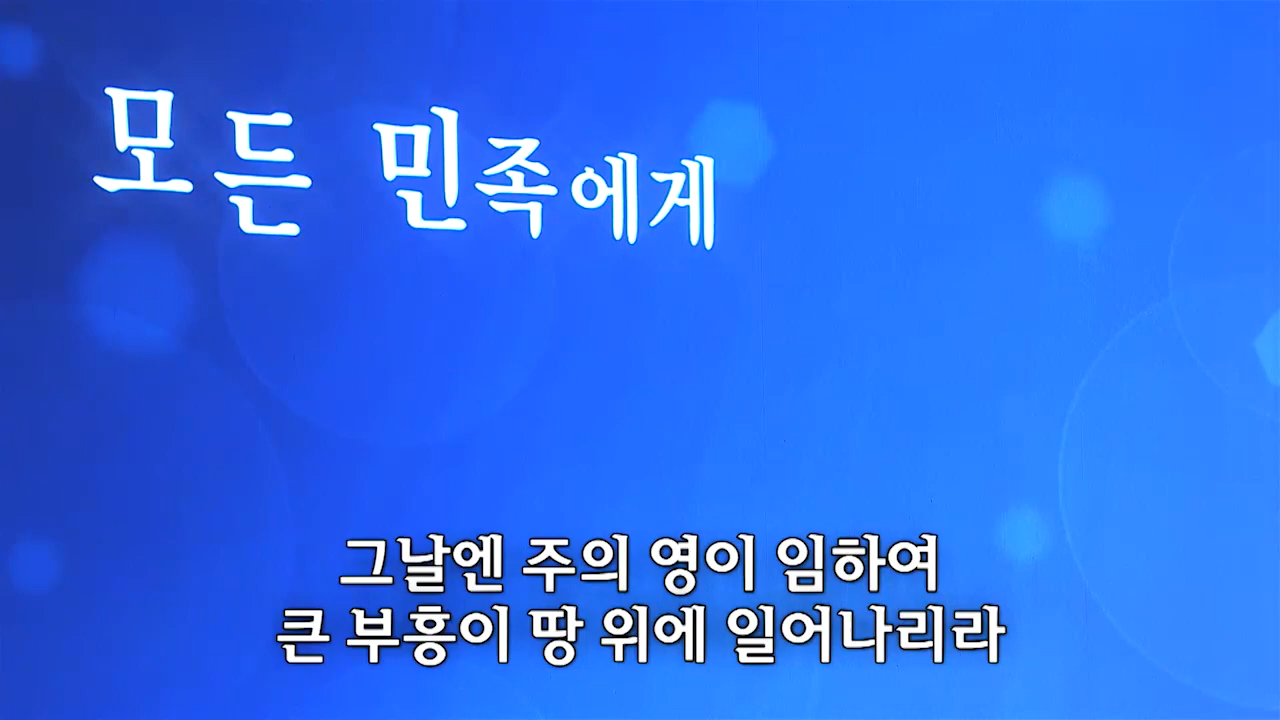 모든 민족에게
그날엔 주의 영이 임하여
큰 부흥이 땅 위에 일어나리라